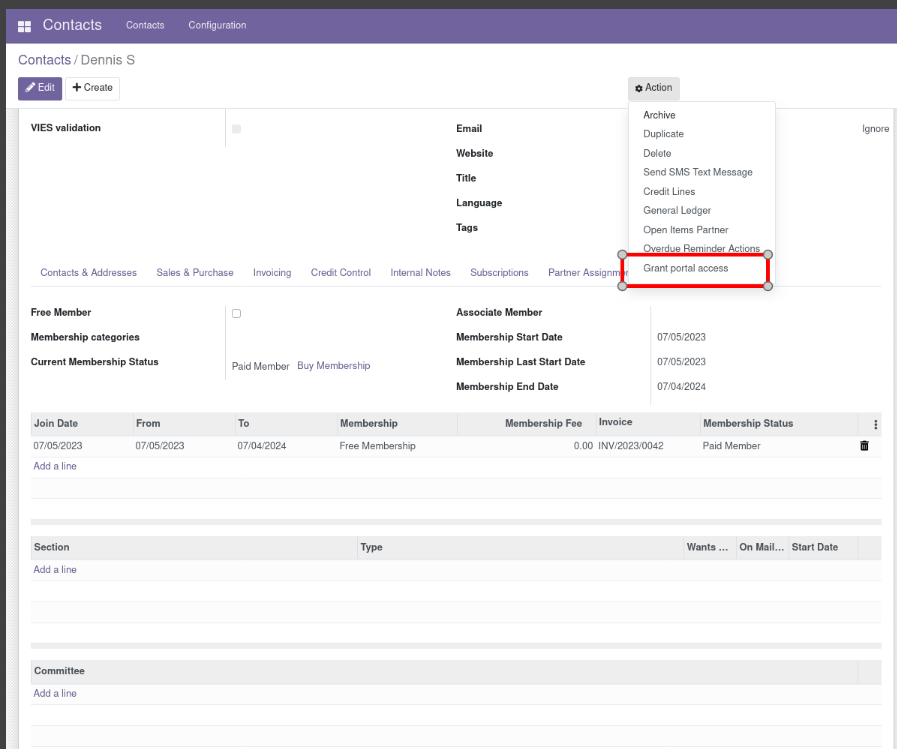 Contacts Contacts Configuration
Contacts / Dennis S
Edit Create Action
Archive
Duplicate
Delete
Send SMS Text Message
Credit Lines
General Ledger
Open Items Partner
Overdue Reminder Actions
Grant portal access
VIES validation Email Ignore
Website
Title
Language
Tags
Contacts & Addresses Sales & Purchase Invoicing Credit Control Internal Notes Subscriptions Partner Assignm
Free Member Associate Member
Membership categories Membership Start Date 07/05/2023
Current Membership Status Paid Member Buy Membership Membership Last Start Date 07/05/2023
Membership End Date 07/04/2024
Join Date From To Membership Membership Fee Invoice Membership Status
07/05/2023 07/05/2023 07/04/2024 Free Membership 0.00 INV/2023/0042 Paid Member
Add a line
Section Type Wants ... On Mail... Start Date
Add a line
Committee
Add a line